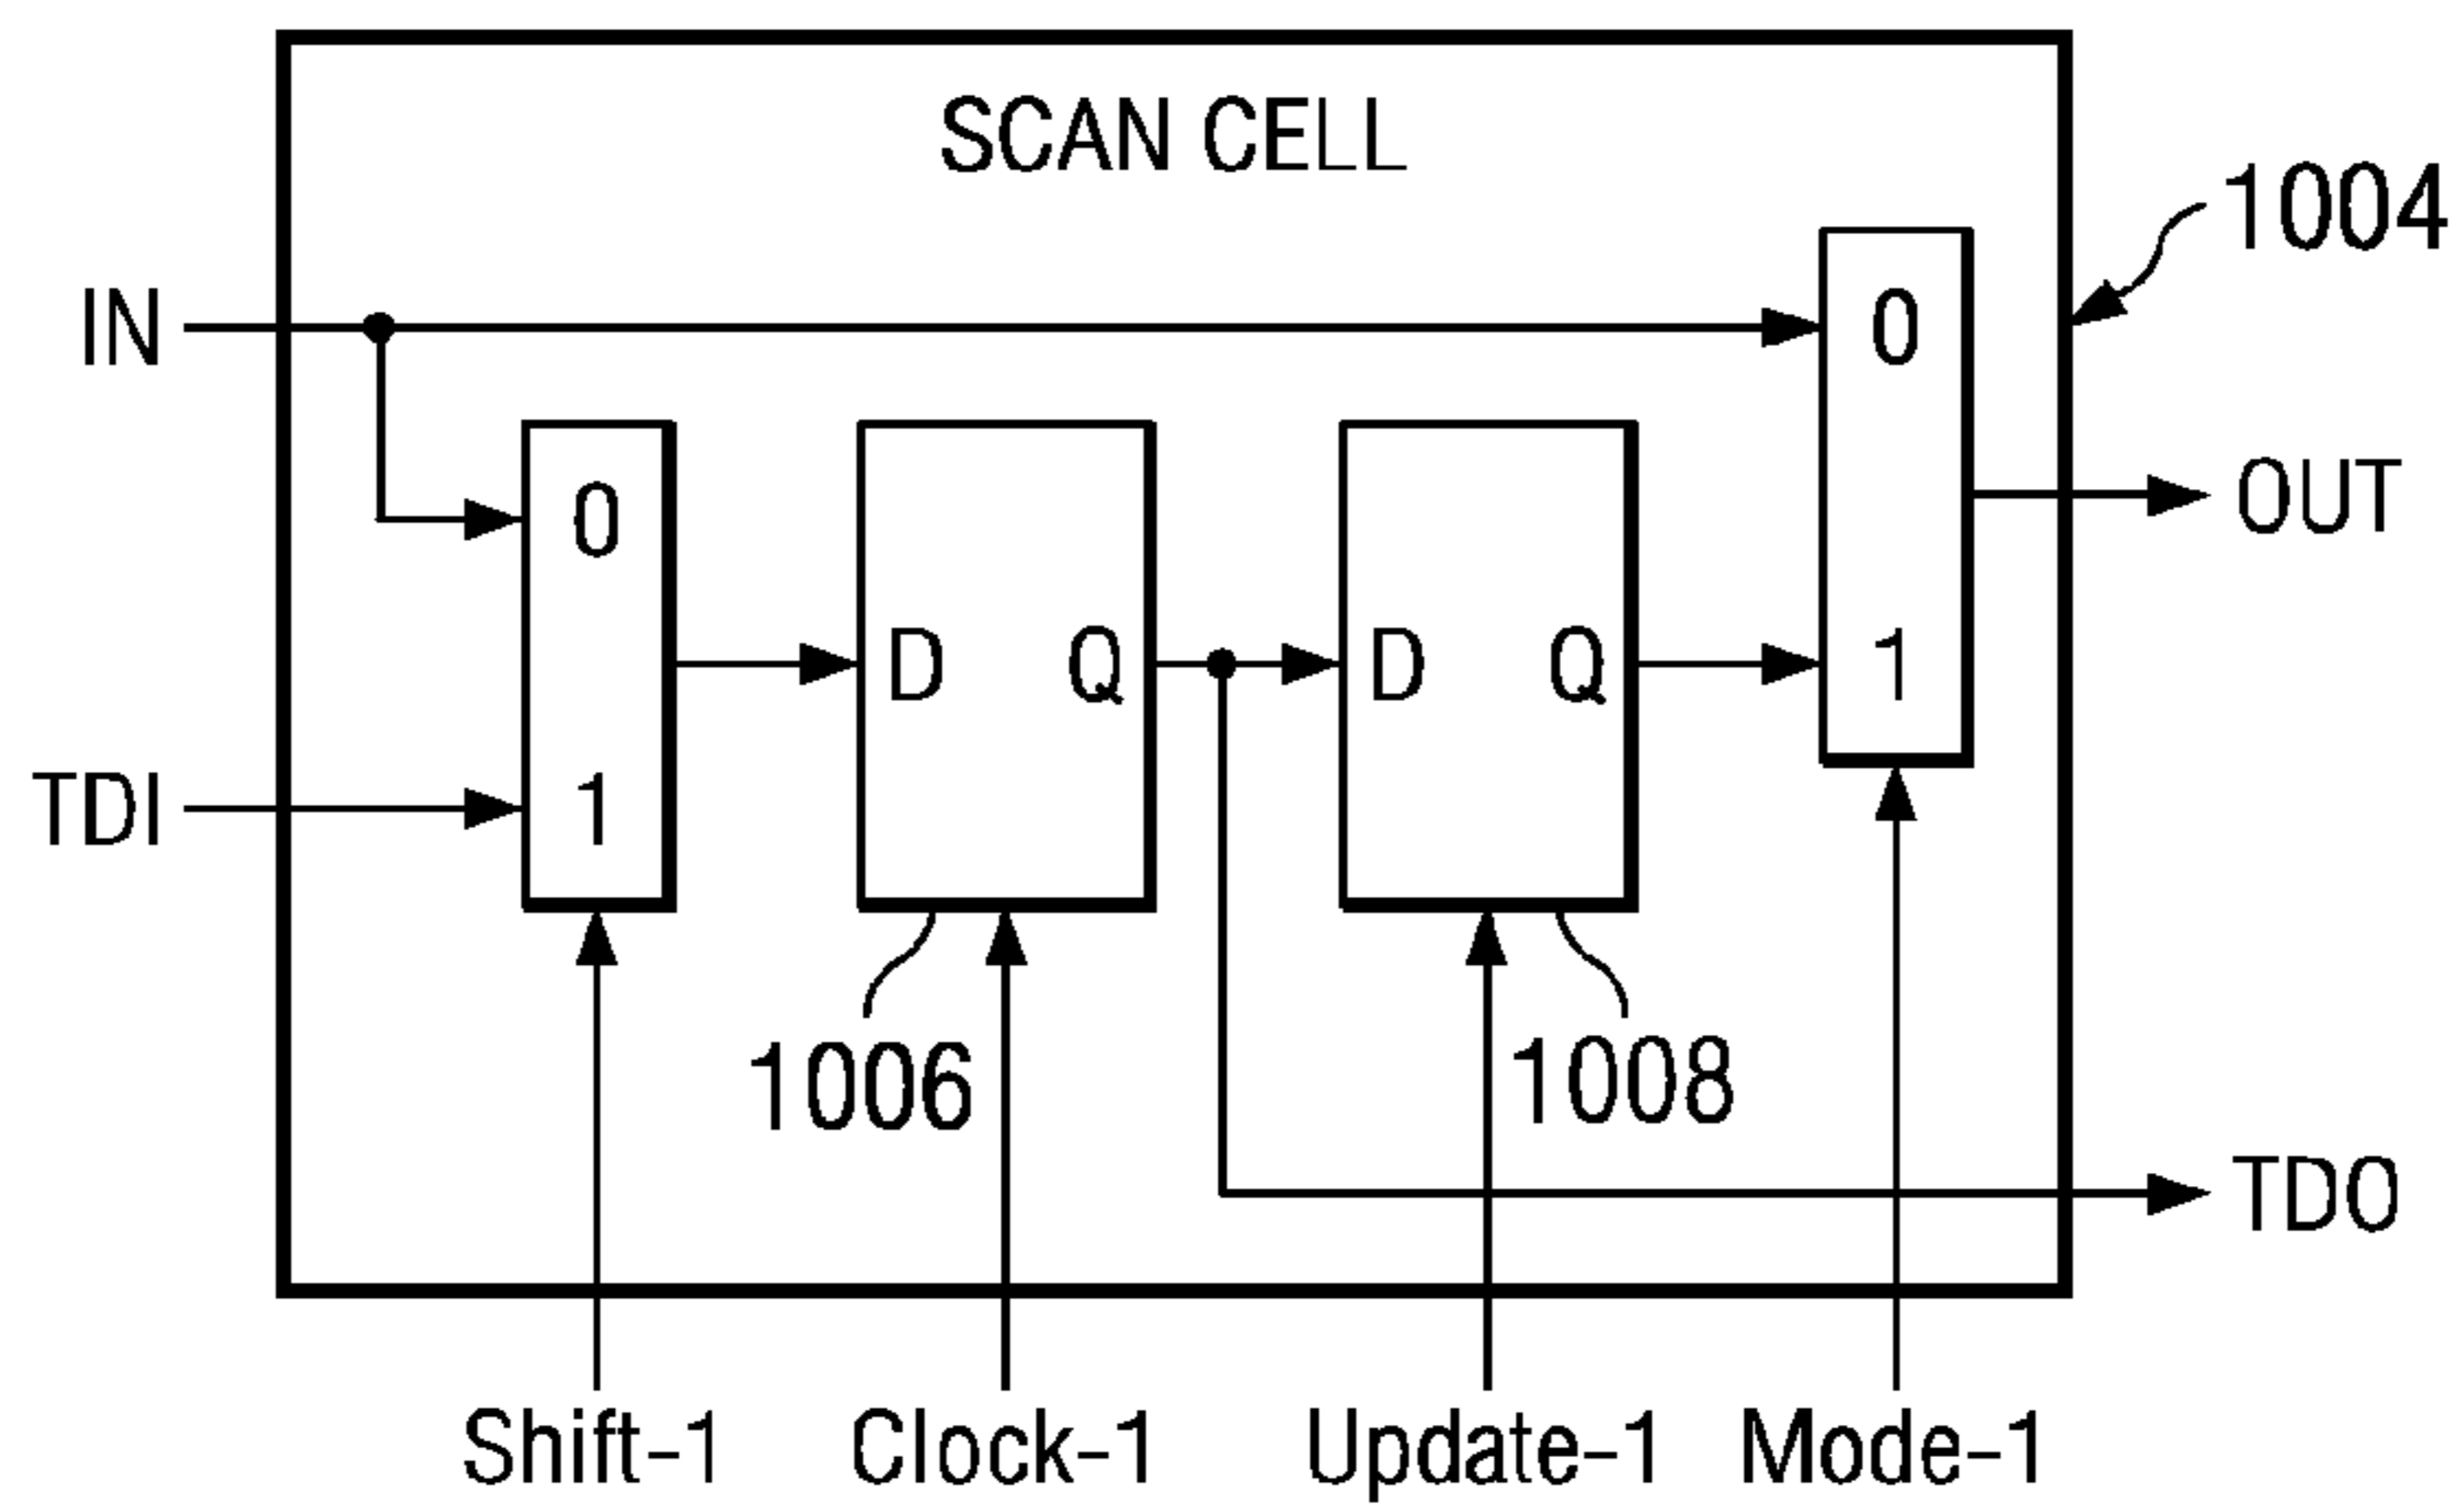 SCAN CELL
1004
IN
0
0
OUT
D Q
D Q
1
TDI
1
1006
1008
TDO
Shift-1
Clock-1
Update-1
Mode-1